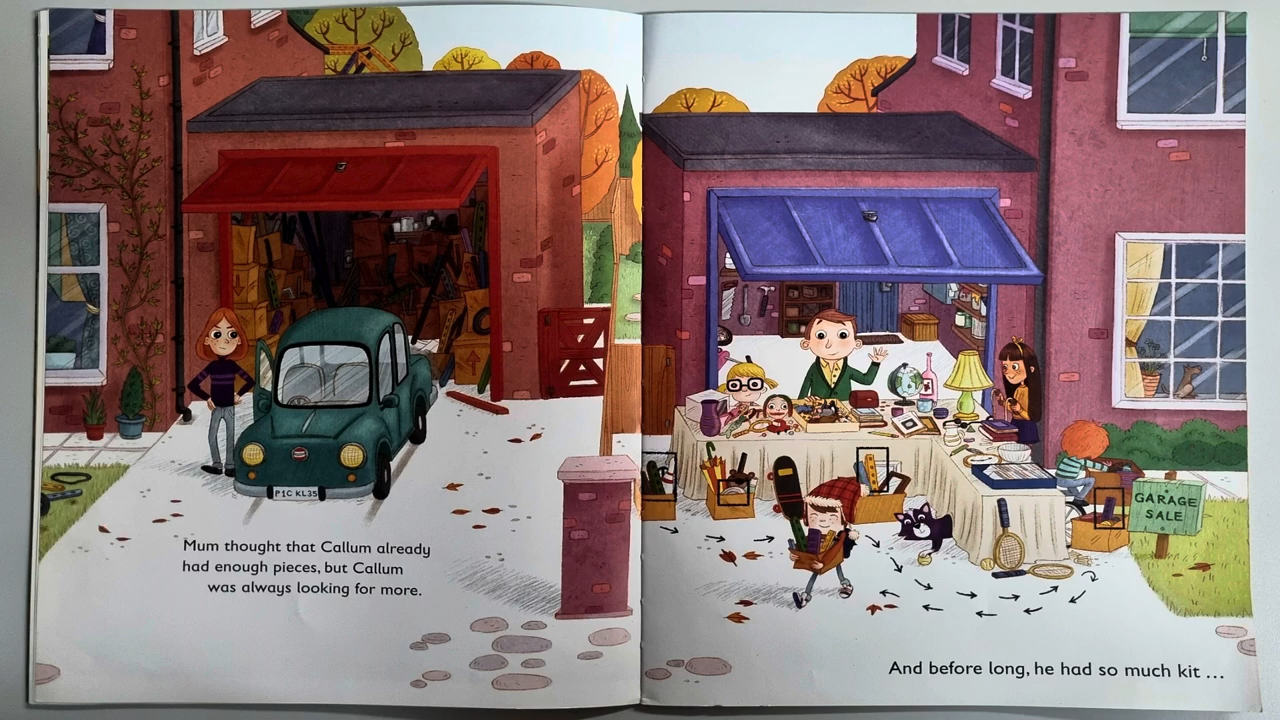 P1C KL35
Mum thought that Callum already
had enough pieces, but Callum
was always looking for more.
GARAGE
SALE
And before long, he had so much kit ...